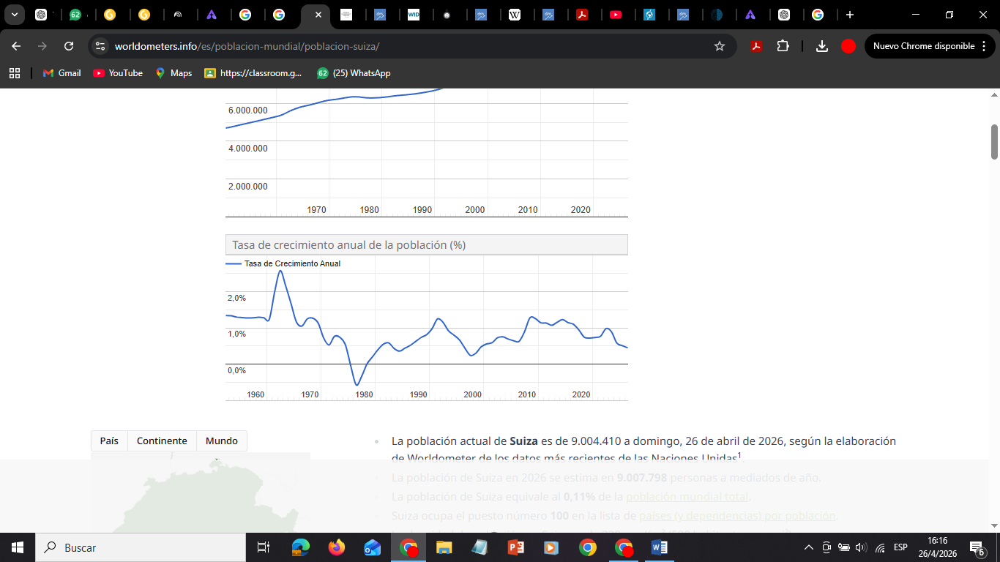 62
WID
W
worldometers.info/es/poblacion-mundial/poblacion-suiza/
Nuevo Chrome disponible
Gmail
YouTube
Maps
https://classroom.g...
62
(25) WhatsApp
6.000.000
4.000.000
2.000.000
1970 1980 1990 2000 2010 2020
Tasa de crecimiento anual de la población (%)
Tasa de Crecimiento Anual
2,0%
1,0%
0,0%
1960 1970 1980 1990 2000 2010 2020
País Continente Mundo
La población actual de Suiza es de 9.004.410 a domingo, 26 de abril de 2026, según la elaboración
de Worldometer de los datos más recientes de las Naciones Unidas1
La población de Suiza en 2026 se estima en 9.007.798 personas a mediados de año.
La población de Suiza equivale al 0,11% de la población mundial total.
Suiza ocupa el puesto número 100 en la lista de países (y dependencias) por población.
Buscar
ESP
16:16
26/4/2026
6